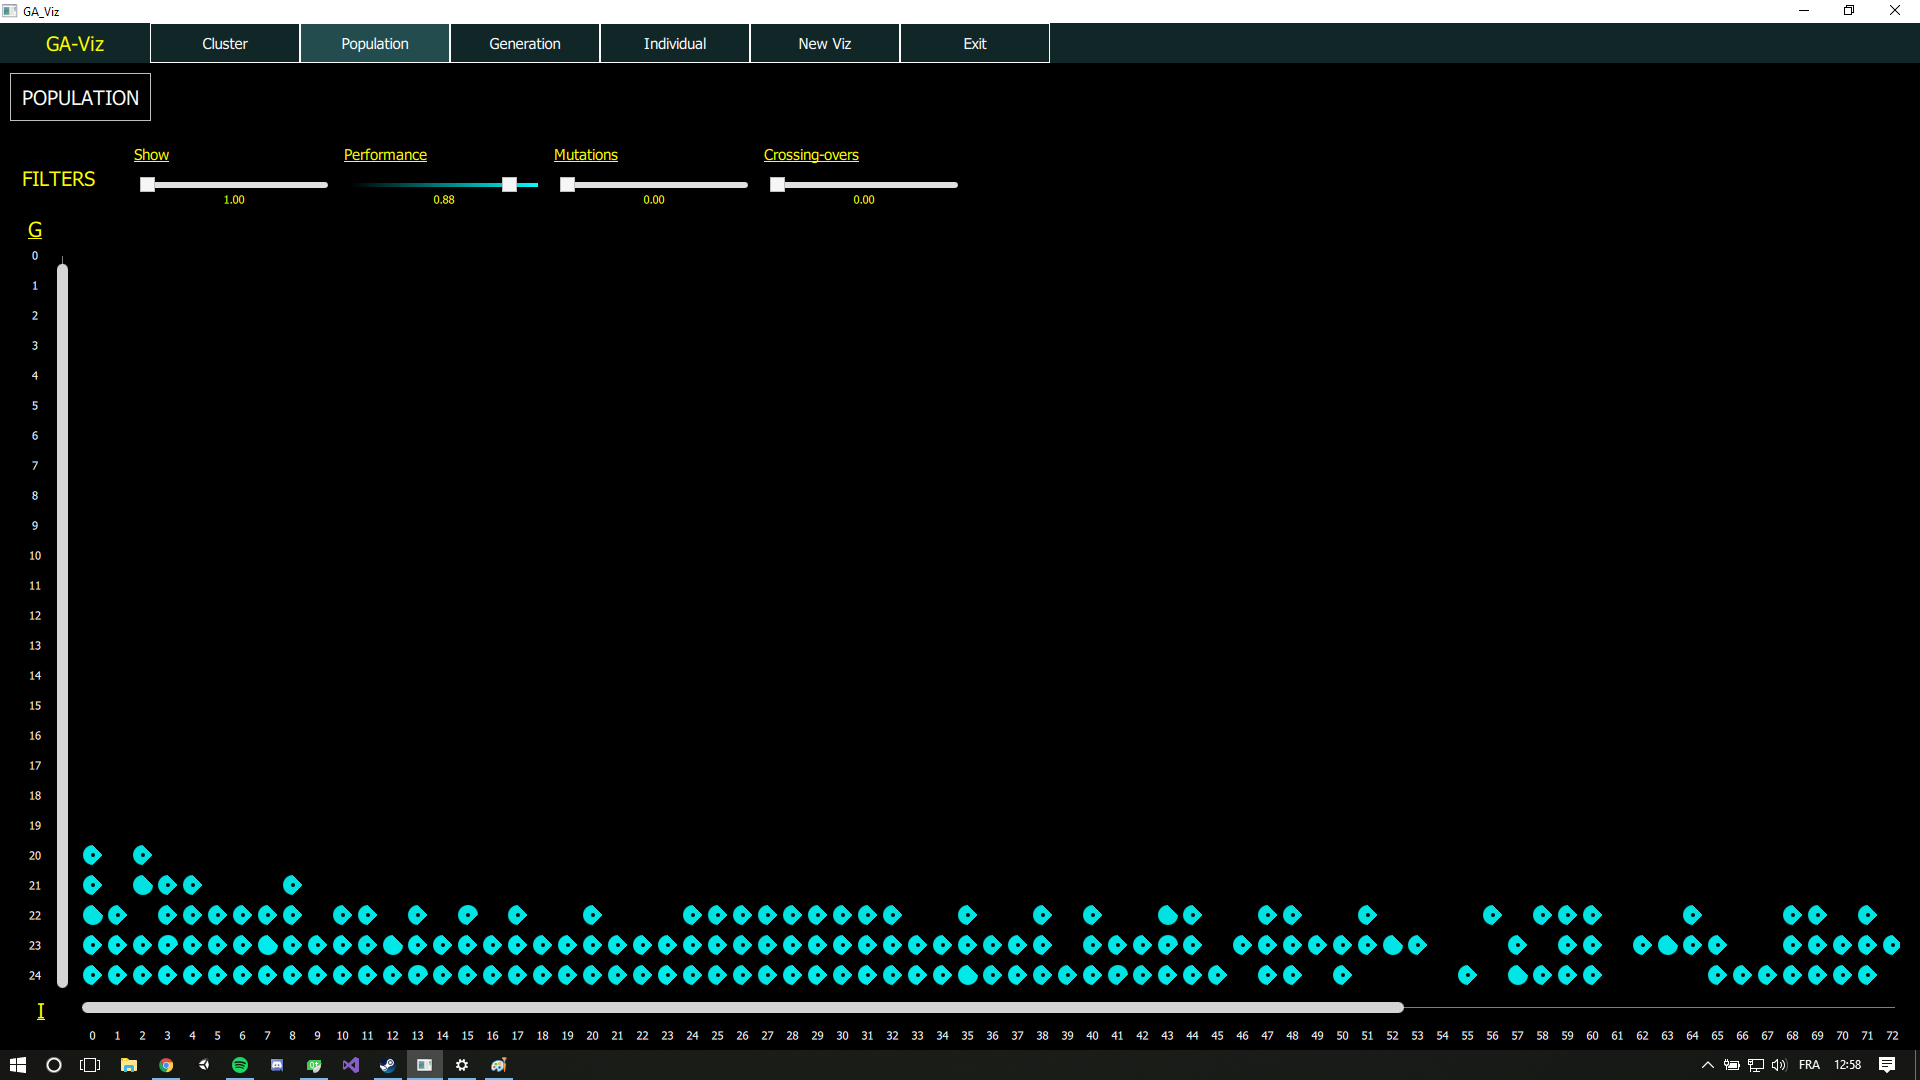 GA_Viz
GA-Viz Cluster Population Generation Individual New Viz Exit
POPULATION
Show Performance Mutations Crossing-overs
FILTERS
1.00 0.88 0.00 0.00
G
0
1
2
3
4
5
6
7
8
9
10
11
12
13
14
15
16
17
18
19
20
21
22
23
24
I
0 1 2 3 4 5 6 7 8 9 10 11 12 13 14 15 16 17 18 19 20 21 22 23 24 25 26 27 28 29 30 31 32 33 34 35 36 37 38 39 40 41 42 43 44 45 46 47 48 49 50 51 52 53 54 55 56 57 58 59 60 61 62 63 64 65 66 67 68 69 70 71 72
FRA 12:58